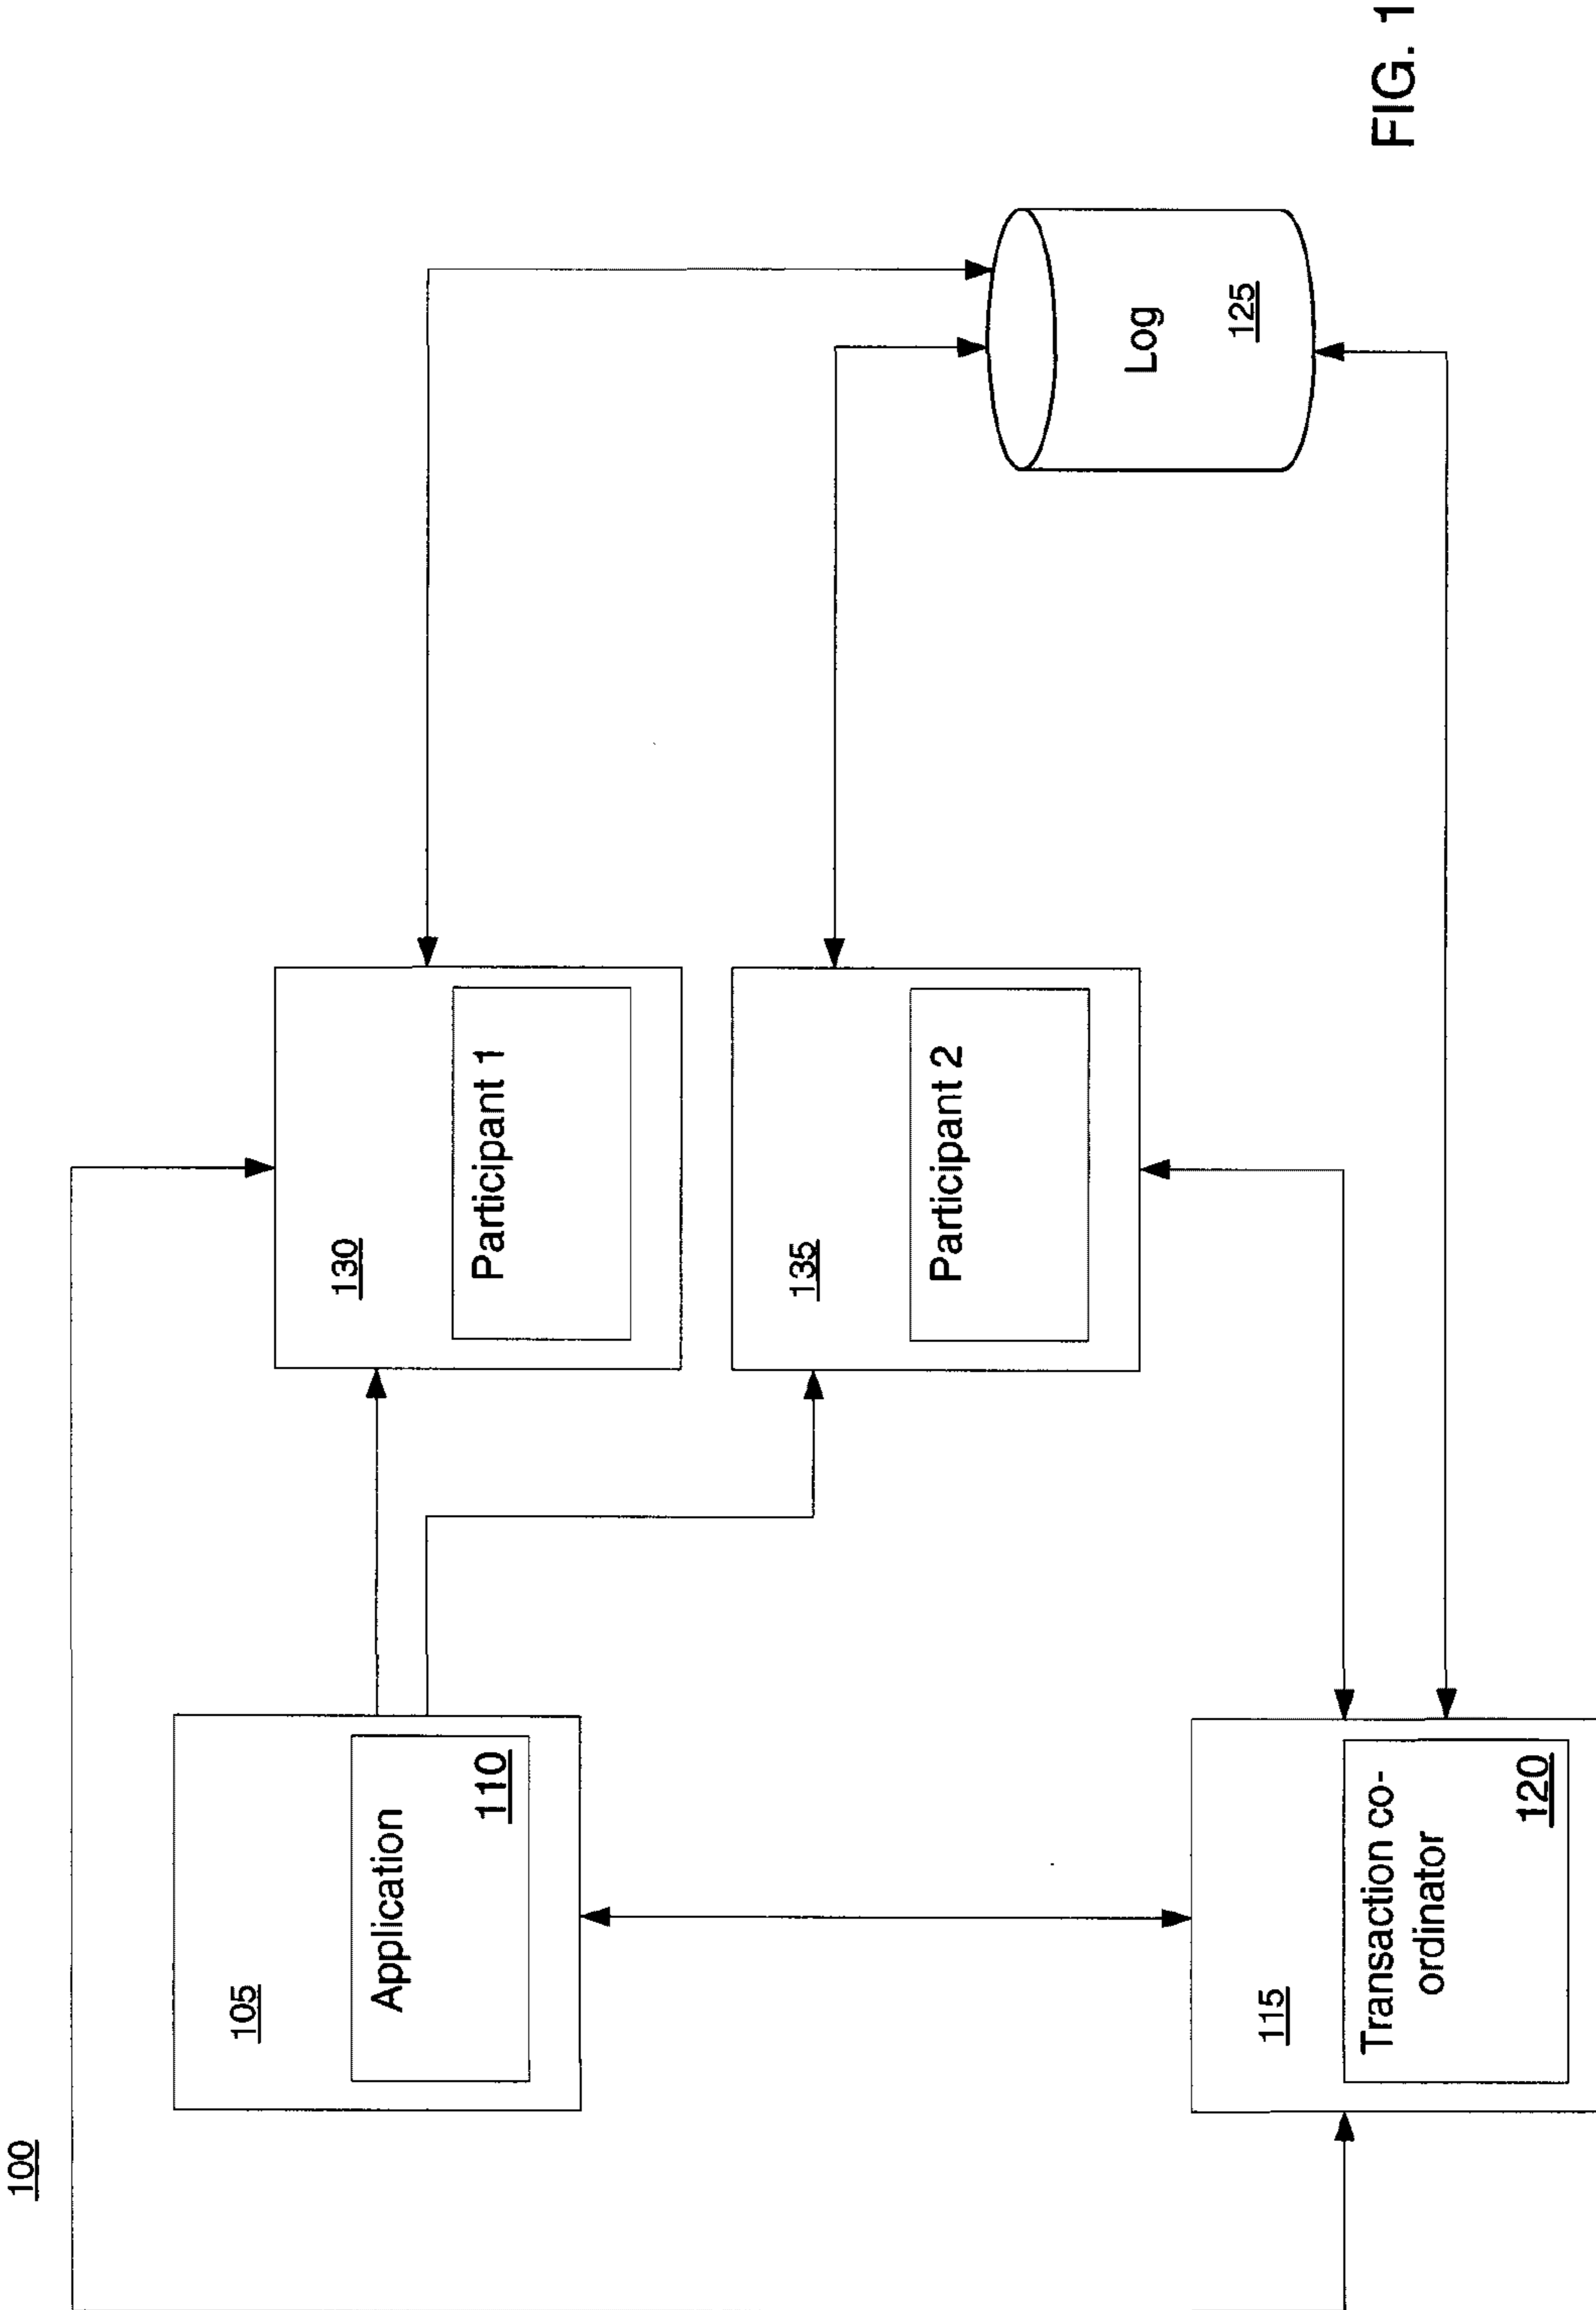 100
105
Application
110
130
Participant 1
135
Participant 2
115
Transaction co-
ordinator
120
Log
125
FIG. 1